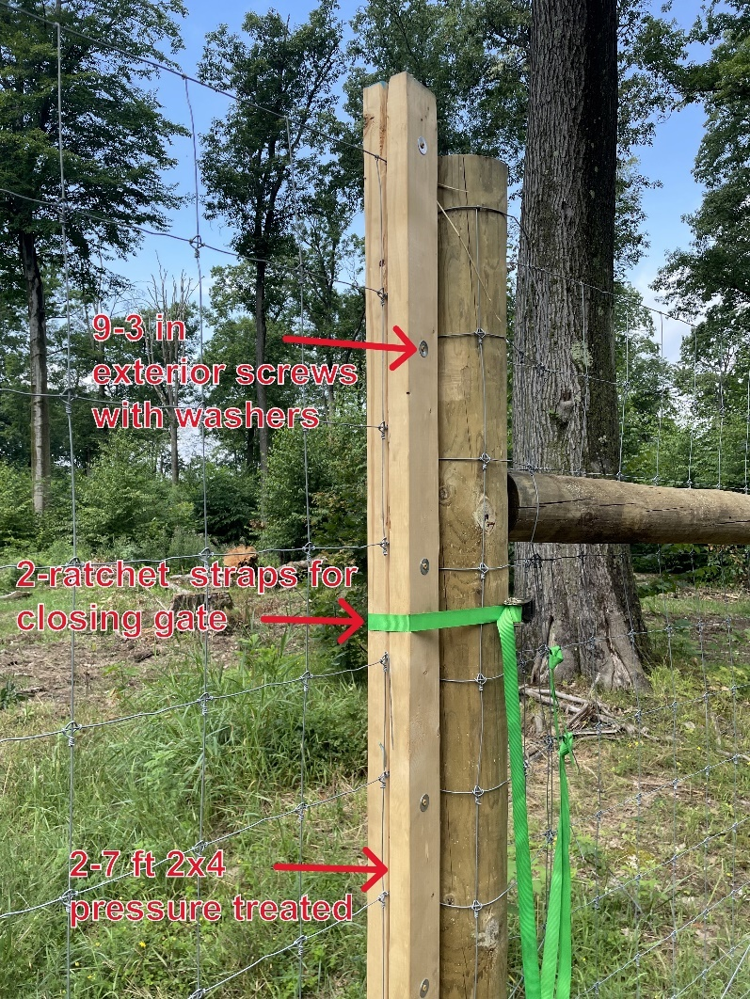 9-3 in
exterior screws
with washers
2-ratchet straps for
closing gate
2-7 ft 2x4
pressure treated